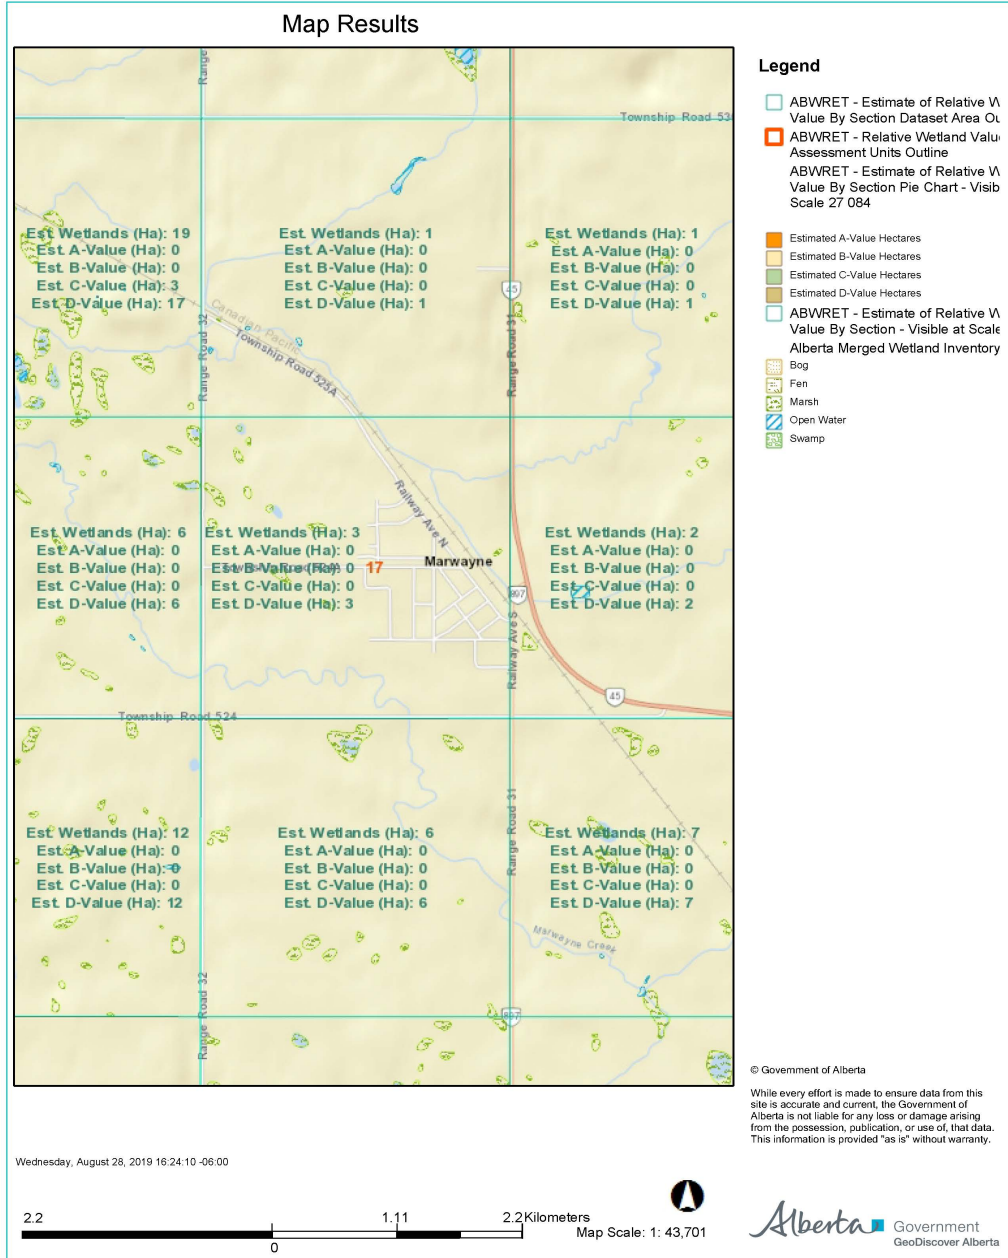 Map Results
Range
Township Road 53
Est. Wetlands (Ha): 19
Est. A-Value (Ha): 0
Est. B-Value (Ha): 0
Est. C-Value (Ha): 3
Est. D-Value (Ha): 17
Est. Wetlands (Ha): 1
Est. A-Value (Ha): 0
Est. B-Value (Ha): 0
Est. C-Value (Ha): 0
Est. D-Value (Ha): 1
Est. Wetlands (Ha): 1
Est. A-Value (Ha): 0
Est. B-Value (Ha): 0
Est. C-Value (Ha): 0
Est. D-Value (Ha): 1
45
Canadian Pacific
Township Road 525A
Range Road 32
Range Road 31
Railway Ave N
Est. Wetlands (Ha): 6
Est. A-Value (Ha): 0
Est. B-Value (Ha): 0
Est. C-Value (Ha): 0
Est. D-Value (Ha): 6
Est. Wetlands (Ha): 3
Est. A-Value (Ha): 0
Est. B-Value (Ha): 0
Est. C-Value (Ha): 0
Est. D-Value (Ha): 3
17
Marwayne
Est. Wetlands (Ha): 2
Est. A-Value (Ha): 0
Est. B-Value (Ha): 0
Est. C-Value (Ha): 0
Est. D-Value (Ha): 2
897
Railway Ave S
45
Township Road 524
Range Road 31
Est. Wetlands (Ha): 12
Est. A-Value (Ha): 0
Est. B-Value (Ha): 0
Est. C-Value (Ha): 0
Est. D-Value (Ha): 12
Est. Wetlands (Ha): 6
Est. A-Value (Ha): 0
Est. B-Value (Ha): 0
Est. C-Value (Ha): 0
Est. D-Value (Ha): 6
Est. Wetlands (Ha): 7
Est. A-Value (Ha): 0
Est. B-Value (Ha): 0
Est. C-Value (Ha): 0
Est. D-Value (Ha): 7
Marwayne Creek
Range Road 32
897
Legend
ABWRET - Estimate of Relative W
Value By Section Dataset Area Ou
ABWRET - Relative Wetland Valu
Assessment Units Outline
ABWRET - Estimate of Relative W
Value By Section Pie Chart - Visib
Scale 27 084
Estimated A-Value Hectares
Estimated B-Value Hectares
Estimated C-Value Hectares
Estimated D-Value Hectares
ABWRET - Estimate of Relative W
Value By Section - Visible at Scale
Alberta Merged Wetland Inventory
Bog
Fen
Marsh
Open Water
Swamp
© Government of Alberta
While every effort is made to ensure data from this
site is accurate and current, the Government of
Alberta is not liable for any loss or damage arising
from the possession, publication, or use of, that data.
This information is provided "as is" without warranty.
Wednesday, August 28, 2019 16:24:10 -06:00
2.2
1.11
2.2 Kilometers
0
Map Scale: 1: 43,701
Alberta Government
GeoDiscover Alberta